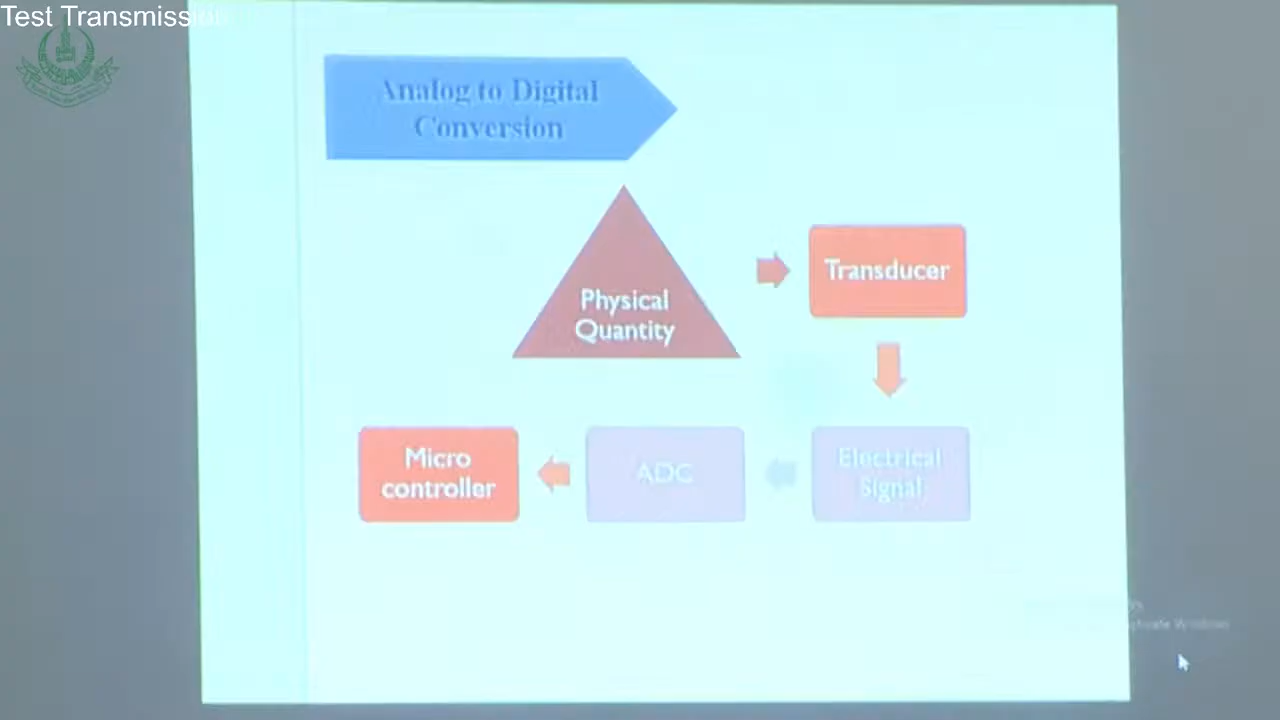 Test Transmission
Analog to Digital
Conversion
Physical
Quantity
Transducer
Micro
controller
ADC
Electrical
Signal